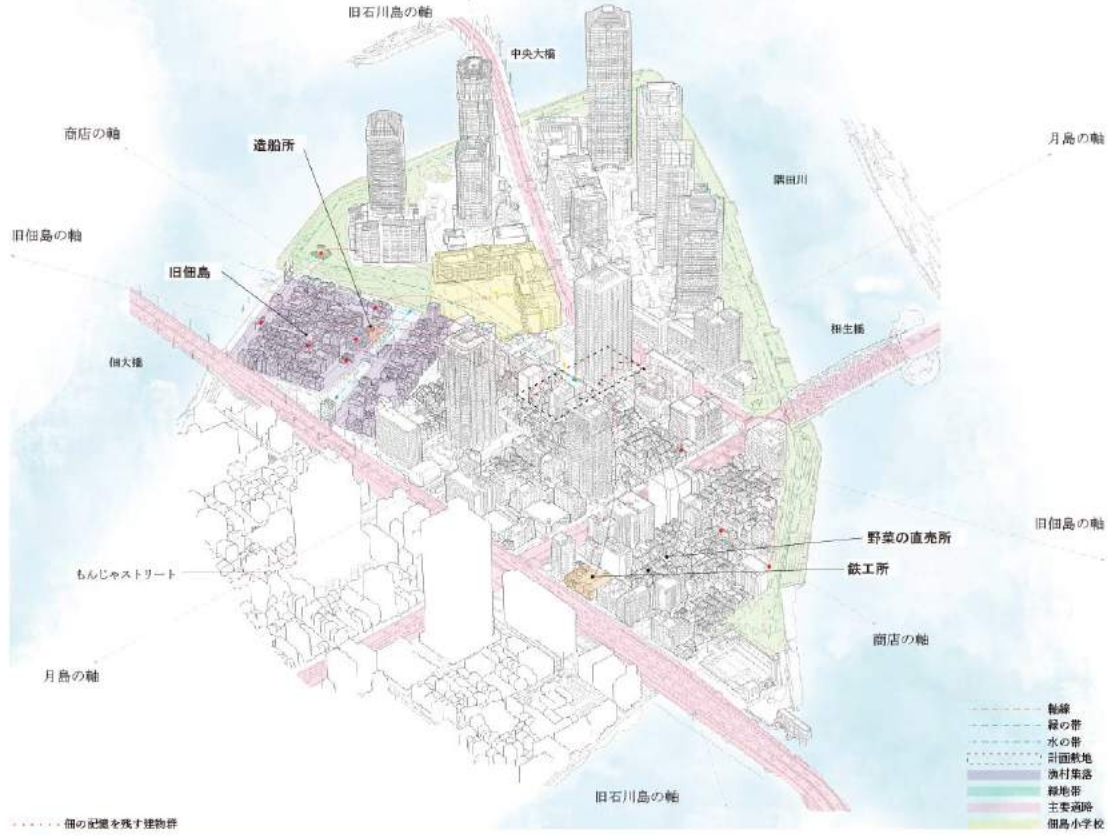 旧石川島の軸
中央大橋
商店の軸
造船所
月島の軸
隅田川
旧佃島の軸
旧佃島
相生橋
佃大橋
旧佃島の軸
野菜の直売所
もんじゃストリート
鉄工所
商店の軸
月島の軸
旧石川島の軸
軸線
緑の帯
水の帯
計画敷地
漁村集落
緑地帯
主要道路
佃島小学校
佃の記憶を残す建物群